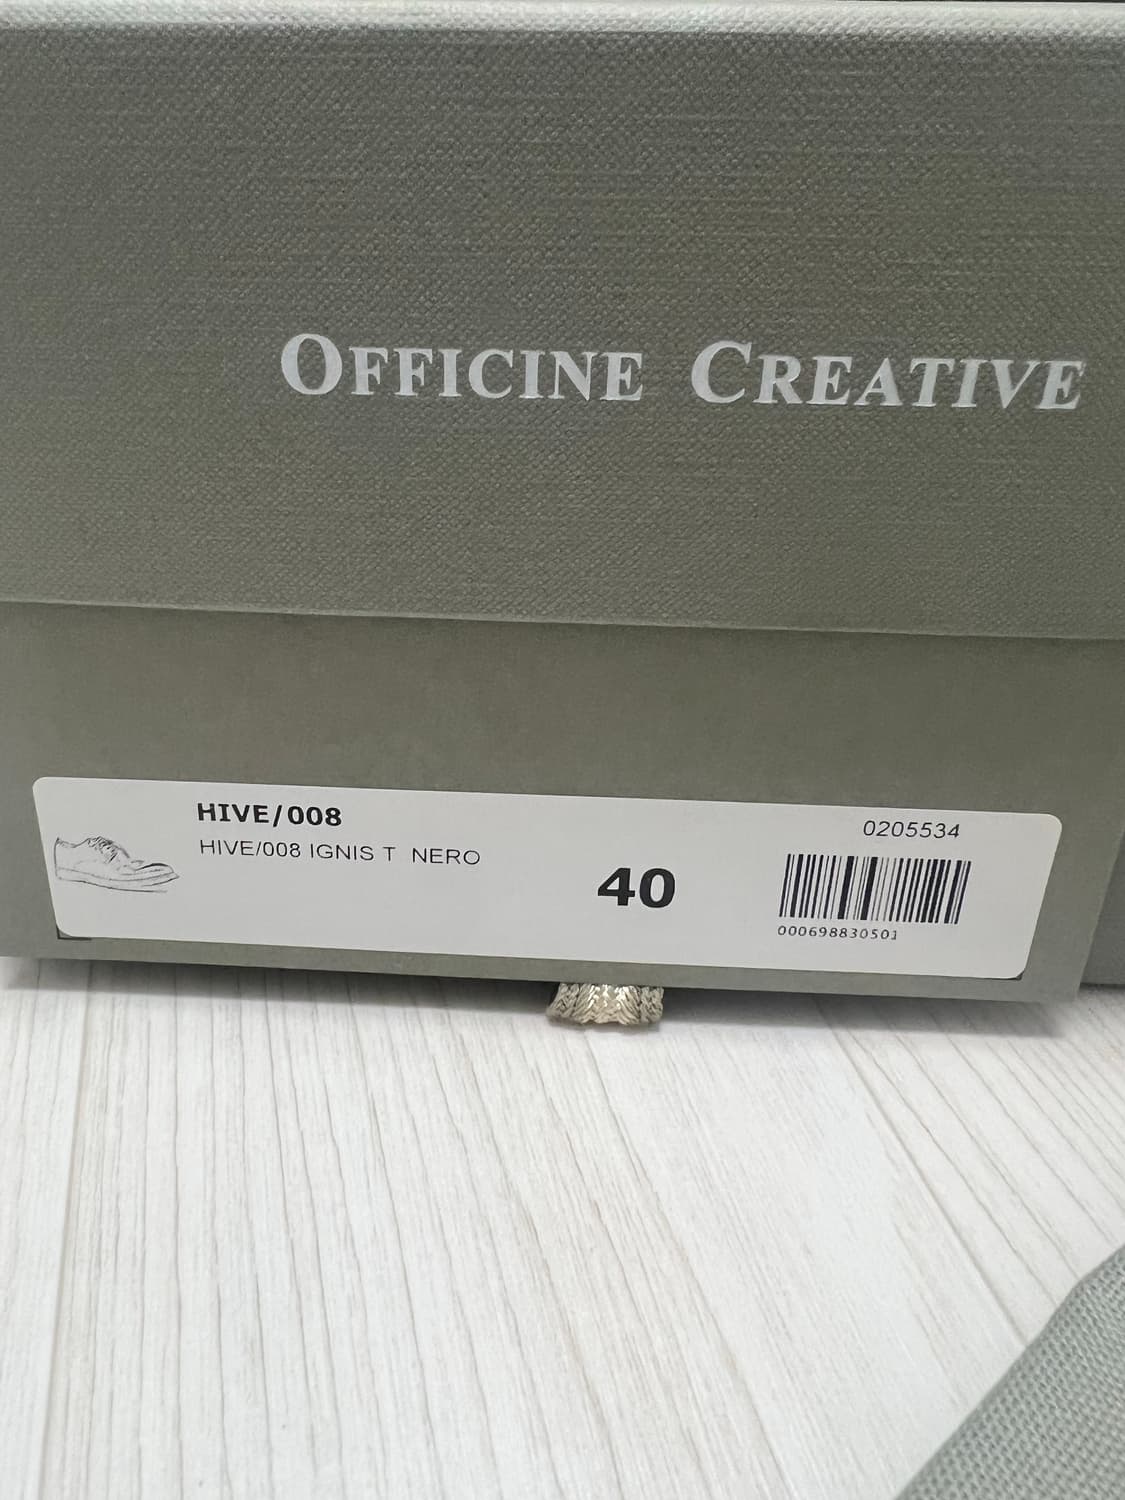 OFFICINE CREATIVE
HIVE/008
HIVE/008 IGNIS T NERO
40
0205534
000698830501